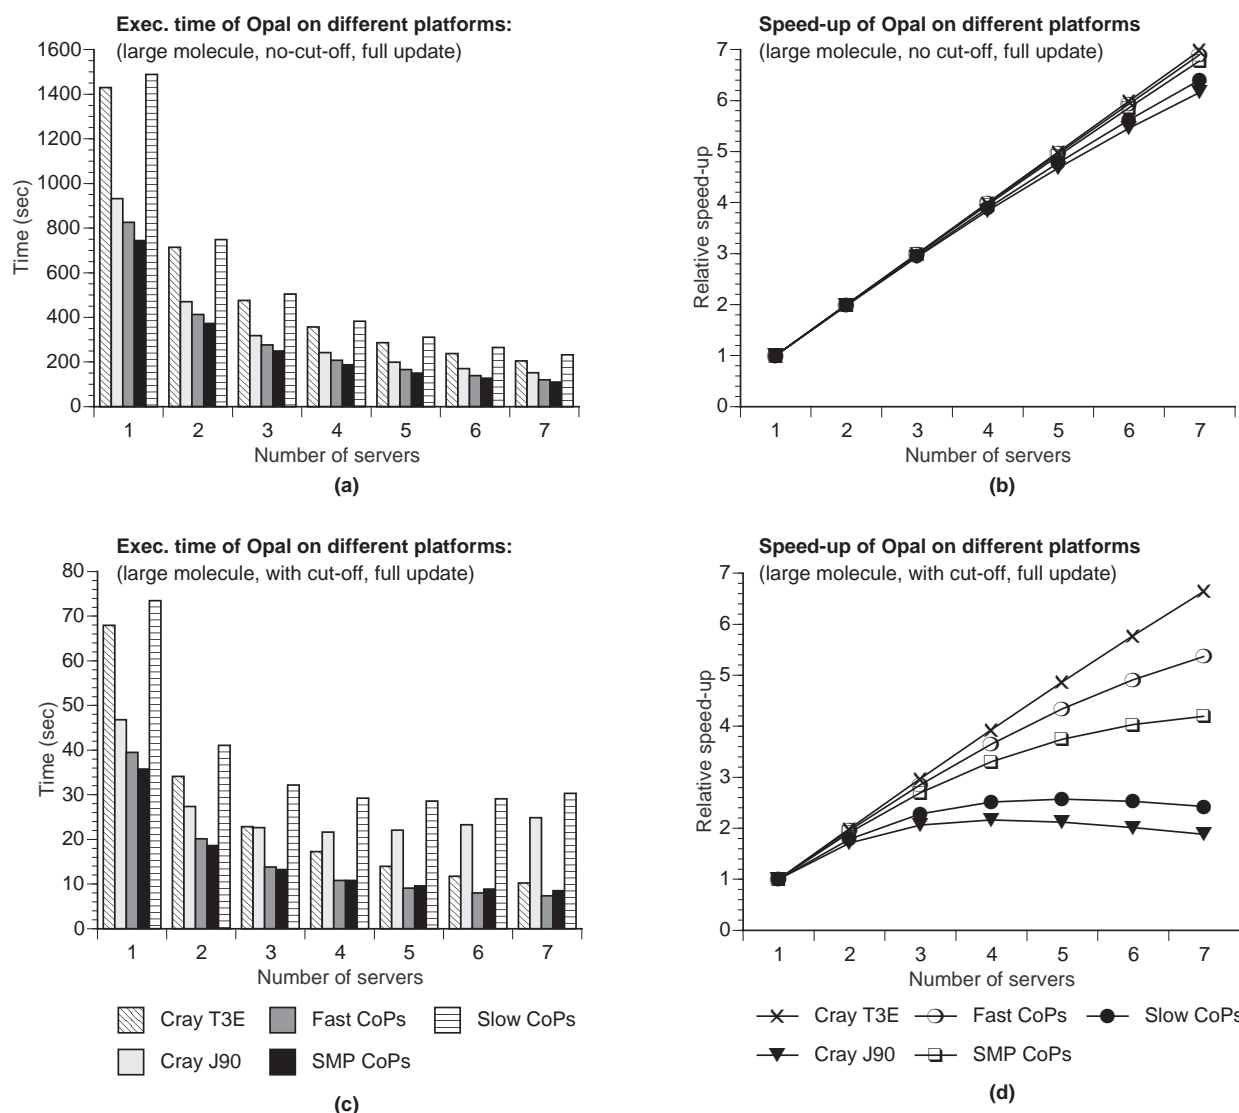 Exec. time of Opal on different platforms:
(large molecule, no-cut-off, full update)
1600
1400
1200
1000
800
600
400
200
0
Time (sec)
1 2 3 4 5 6 7
Number of servers
(a)
Speed-up of Opal on different platforms
(large molecule, no cut-off, full update)
7
6
5
4
3
2
1
0
Relative speed-up
1 2 3 4 5 6 7
Number of servers
(b)
Exec. time of Opal on different platforms:
(large molecule, with cut-off, full update)
80
70
60
50
40
30
20
10
0
Time (sec)
1 2 3 4 5 6 7
Number of servers
Cray T3E Fast CoPs Slow CoPs
Cray J90 SMP CoPs
(c)
Speed-up of Opal on different platforms
(large molecule, with cut-off, full update)
7
6
5
4
3
2
1
0
Relative speed-up
1 2 3 4 5 6 7
Number of servers
Cray T3E Fast CoPs Slow CoPs
Cray J90 SMP CoPs
(d)